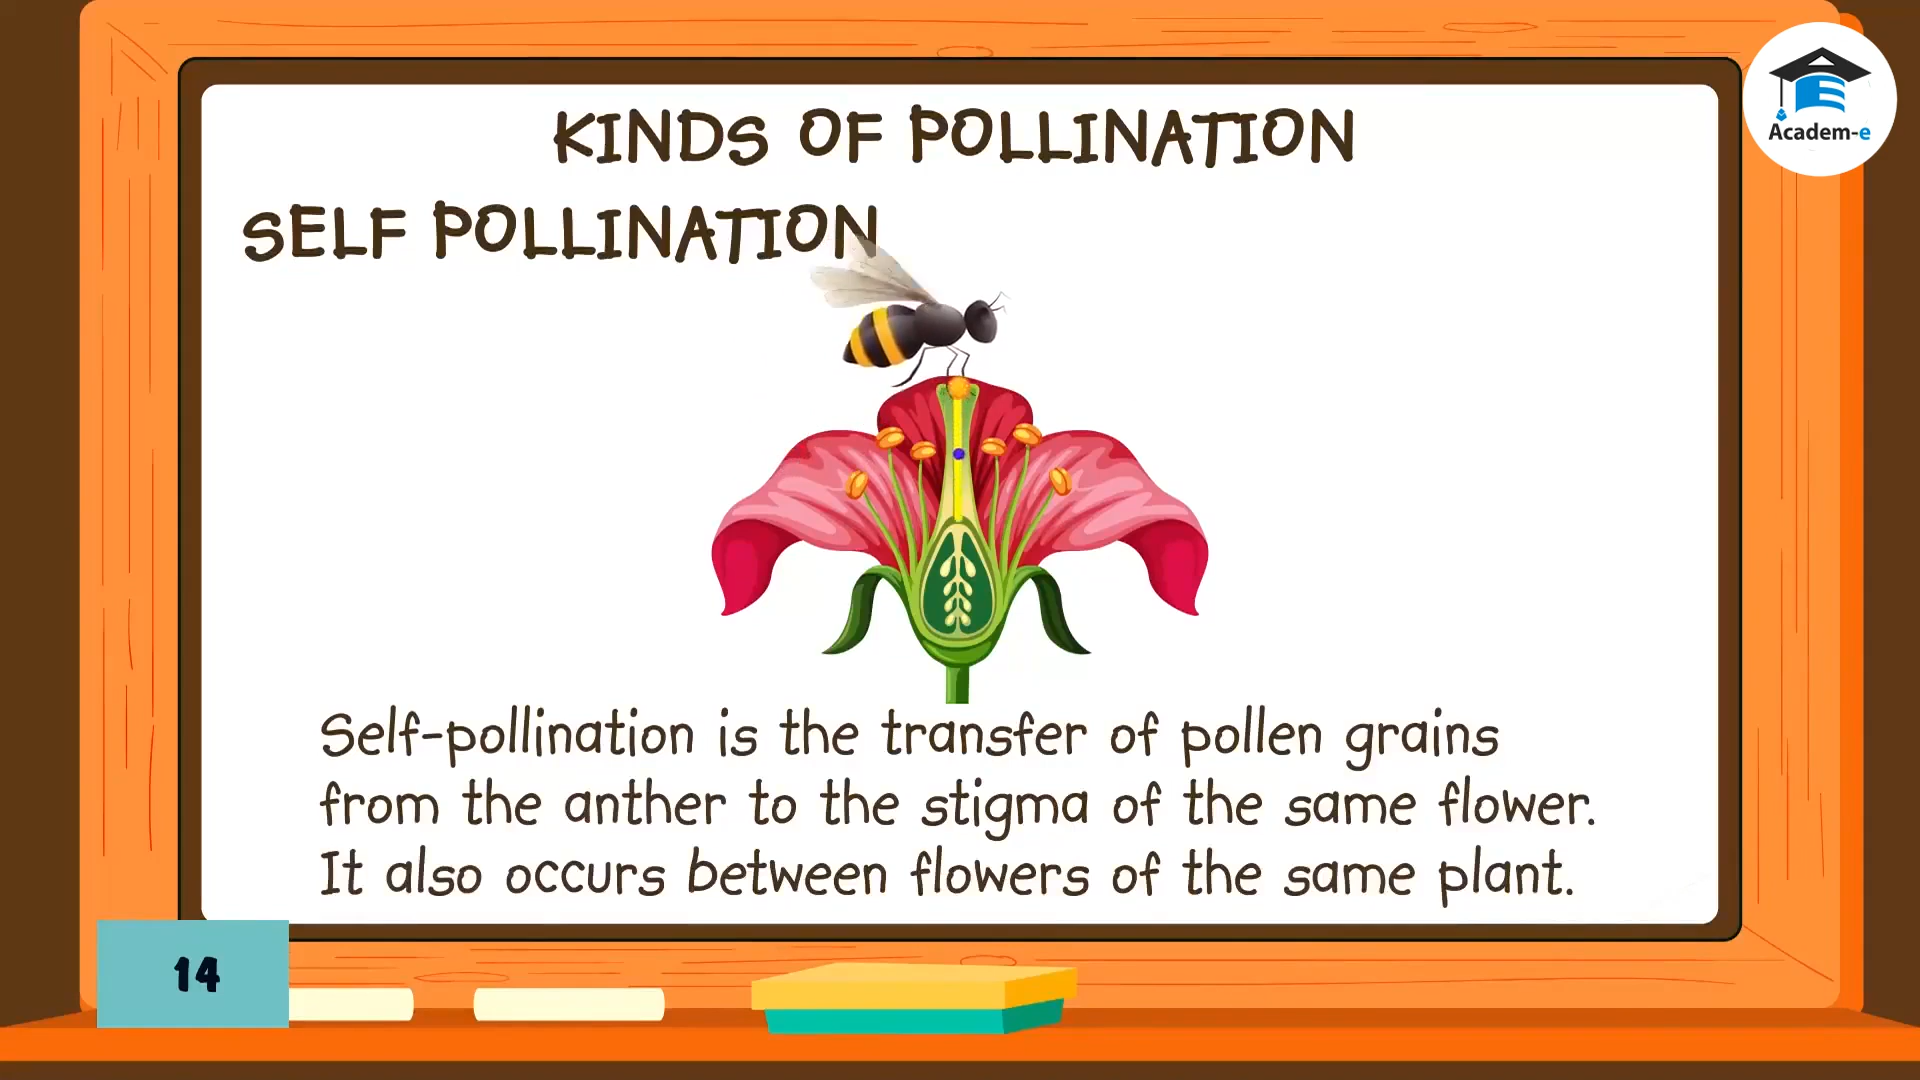 KINDS OF POLLINATION
SELF POLLINATION
Self-pollination is the transfer of pollen grains
from the anther to the stigma of the same flower.
It also occurs between flowers of the same plant.
14
Academ-e